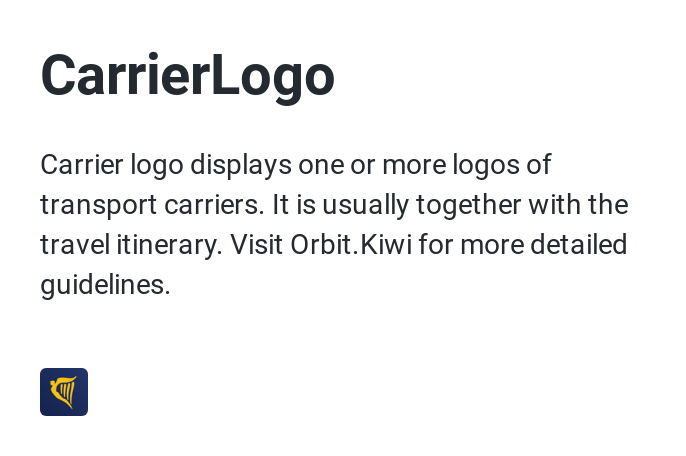 CarrierLogo
Carrier logo displays one or more logos of
transport carriers. It is usually together with the
travel itinerary. Visit Orbit.Kiwi for more detailed
guidelines.